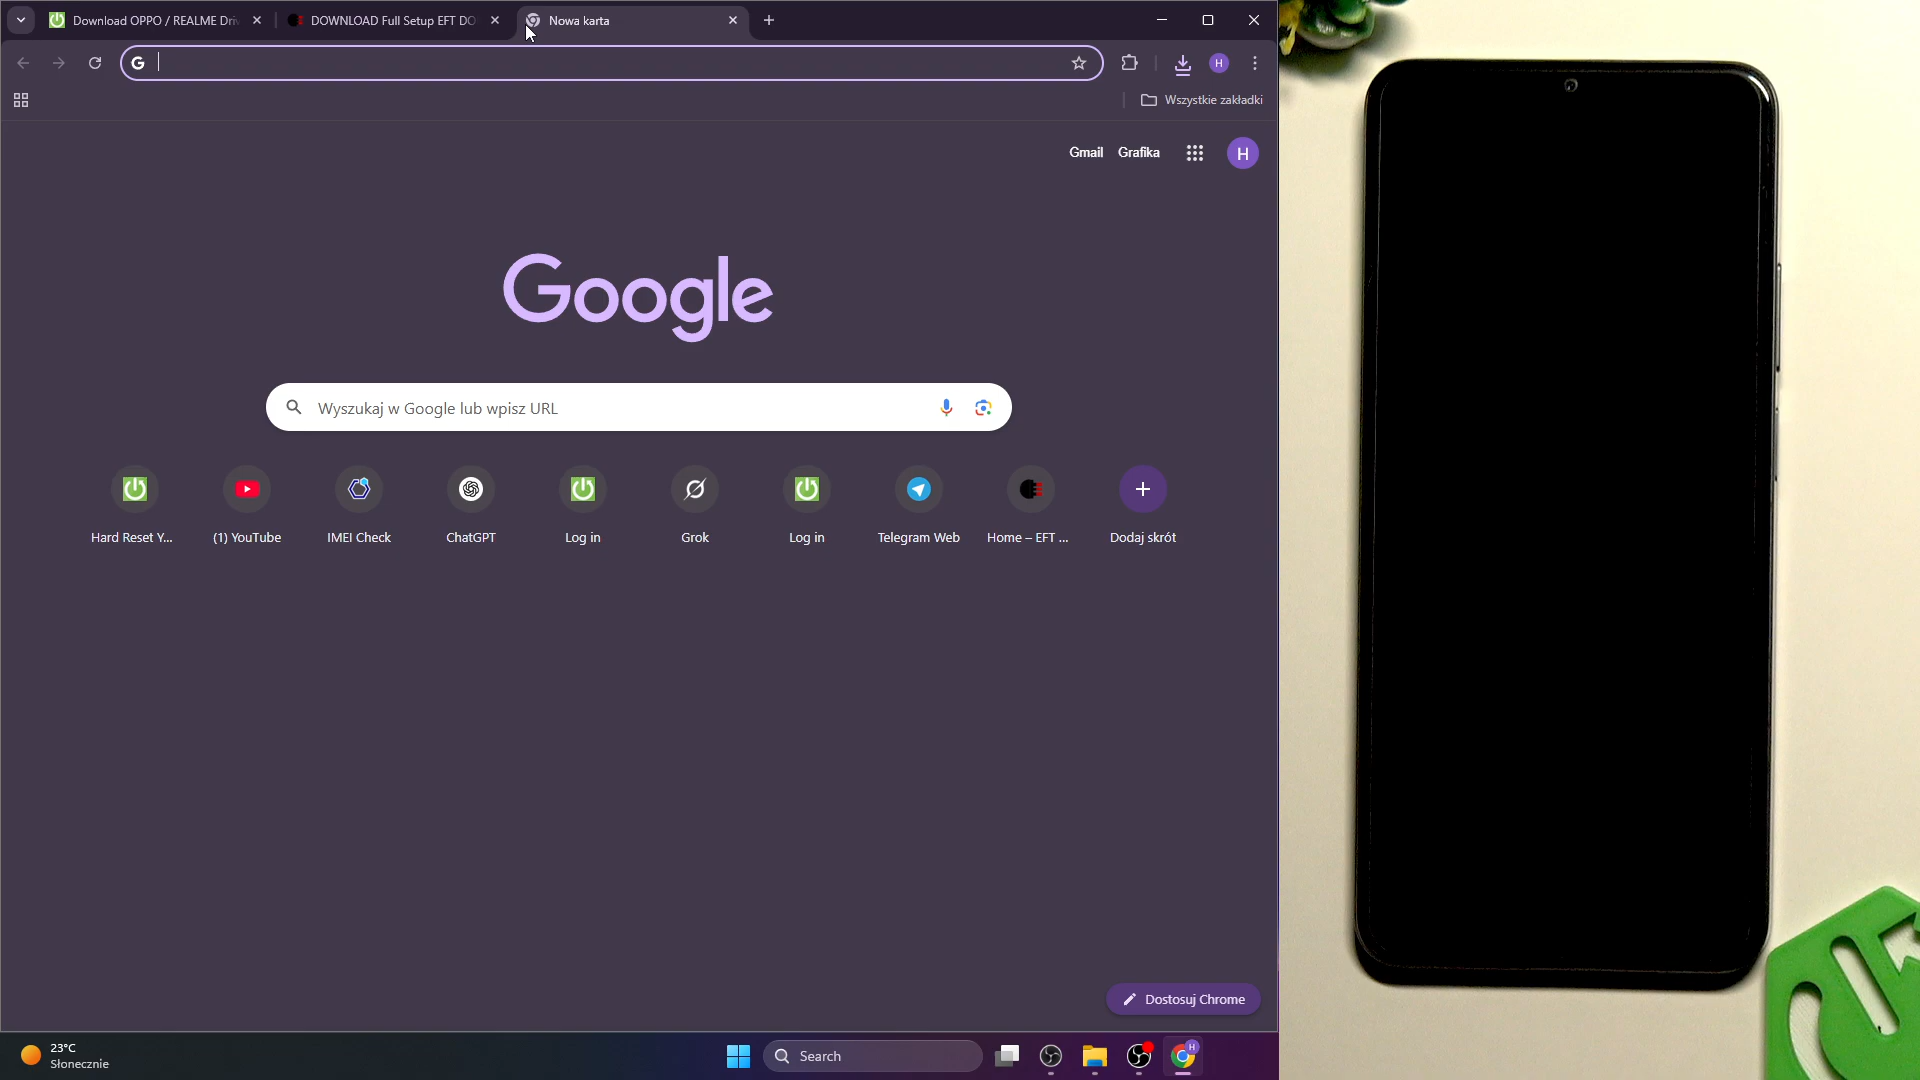 Download OPPO / REALME Dri
DOWNLOAD Full Setup EFT DO
Nowa karta
G
H
Wszystkie zakładki
Gmail
Grafika
H
Google
Wyszukaj w Google lub wpisz URL
Hard Reset Y...
(1) YouTube
IMEI Check
ChatGPT
Log in
Grok
Log in
Telegram Web
Home – EFT ...
Dodaj skrót
Dostosuj Chrome
23°C
Słonecznie
Search
H